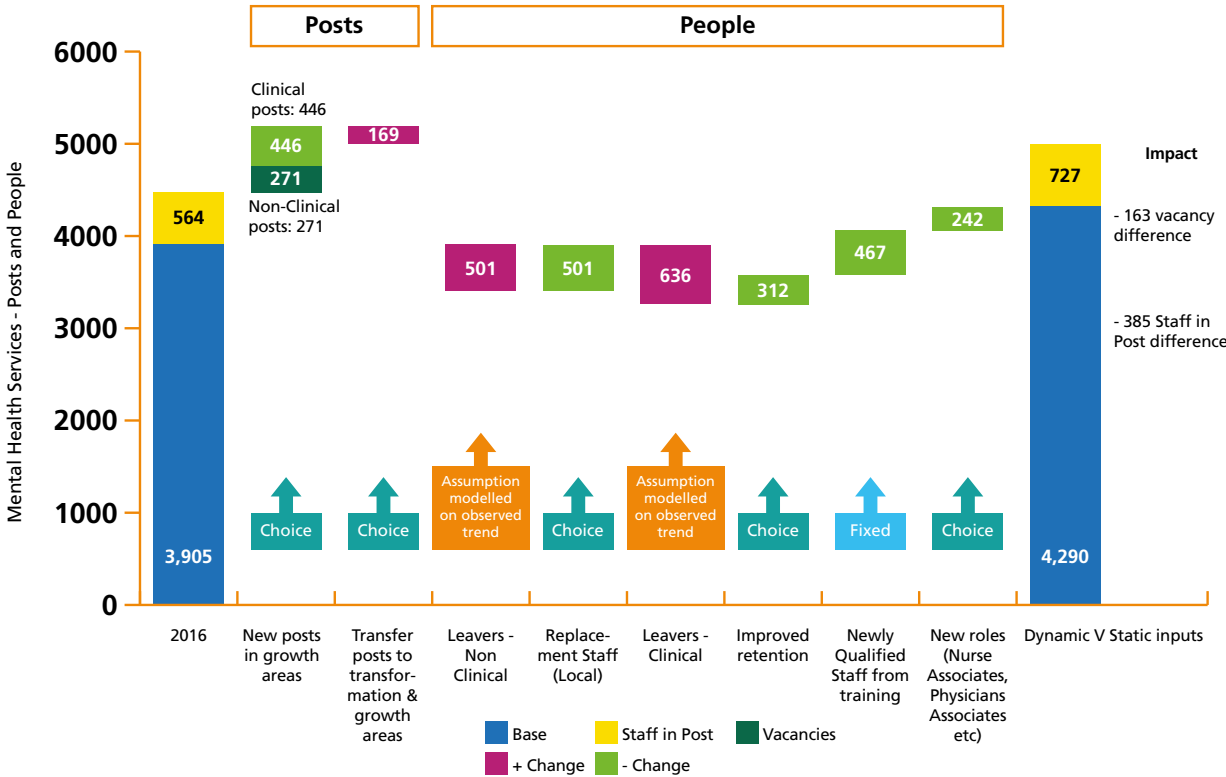 Posts
People
Mental Health Services - Posts and People
6000
5000
4000
3000
2000
1000
0
564
3,905
Clinical
posts: 446
446
271
Non-Clinical
posts: 271
169
501
501
636
312
467
242
727
4,290
Impact
- 163 vacancy
difference
- 385 Staff in
Post difference
Choice
Choice
Assumption
modelled
on observed
trend
Choice
Assumption
modelled
on observed
trend
Choice
Fixed
Choice
2016
New posts
in growth
areas
Transfer
posts to
transfor-
mation &
growth
areas
Leavers -
Non
Clinical
Replace-
ment Staff
(Local)
Leavers -
Clinical
Improved
retention
Newly
Qualified
Staff from
training
New roles
(Nurse
Associates,
Physicians
Associates
etc)
Dynamic V Static inputs
Base
Staff in Post
Vacancies
+ Change
- Change